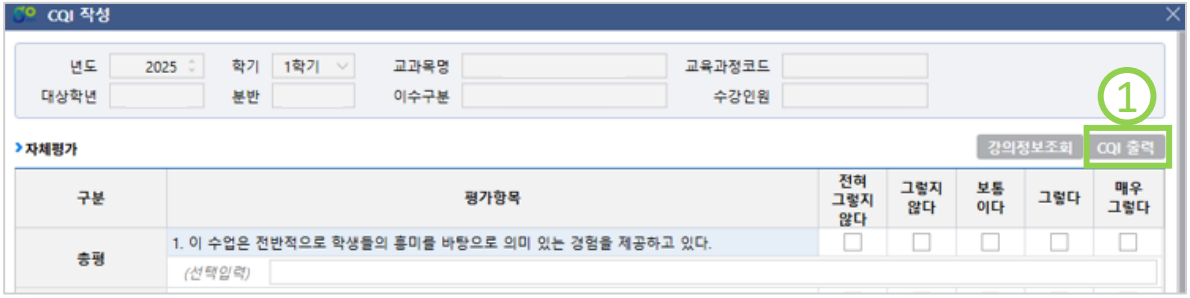 CQI 작성
년도 2025 학기 1학기 교과목명 교육과정코드
대상학년 분반 이수구분 수강인원
1
자체평가 강의정보조회 CQI 출력
구분 평가항목 전혀 그렇지 않다 그렇지 않다 보통 이다 그렇다 매우 그렇다
총평 1. 이 수업은 전반적으로 학생들의 흥미를 바탕으로 의미 있는 경험을 제공하고 있다.
(선택입력)